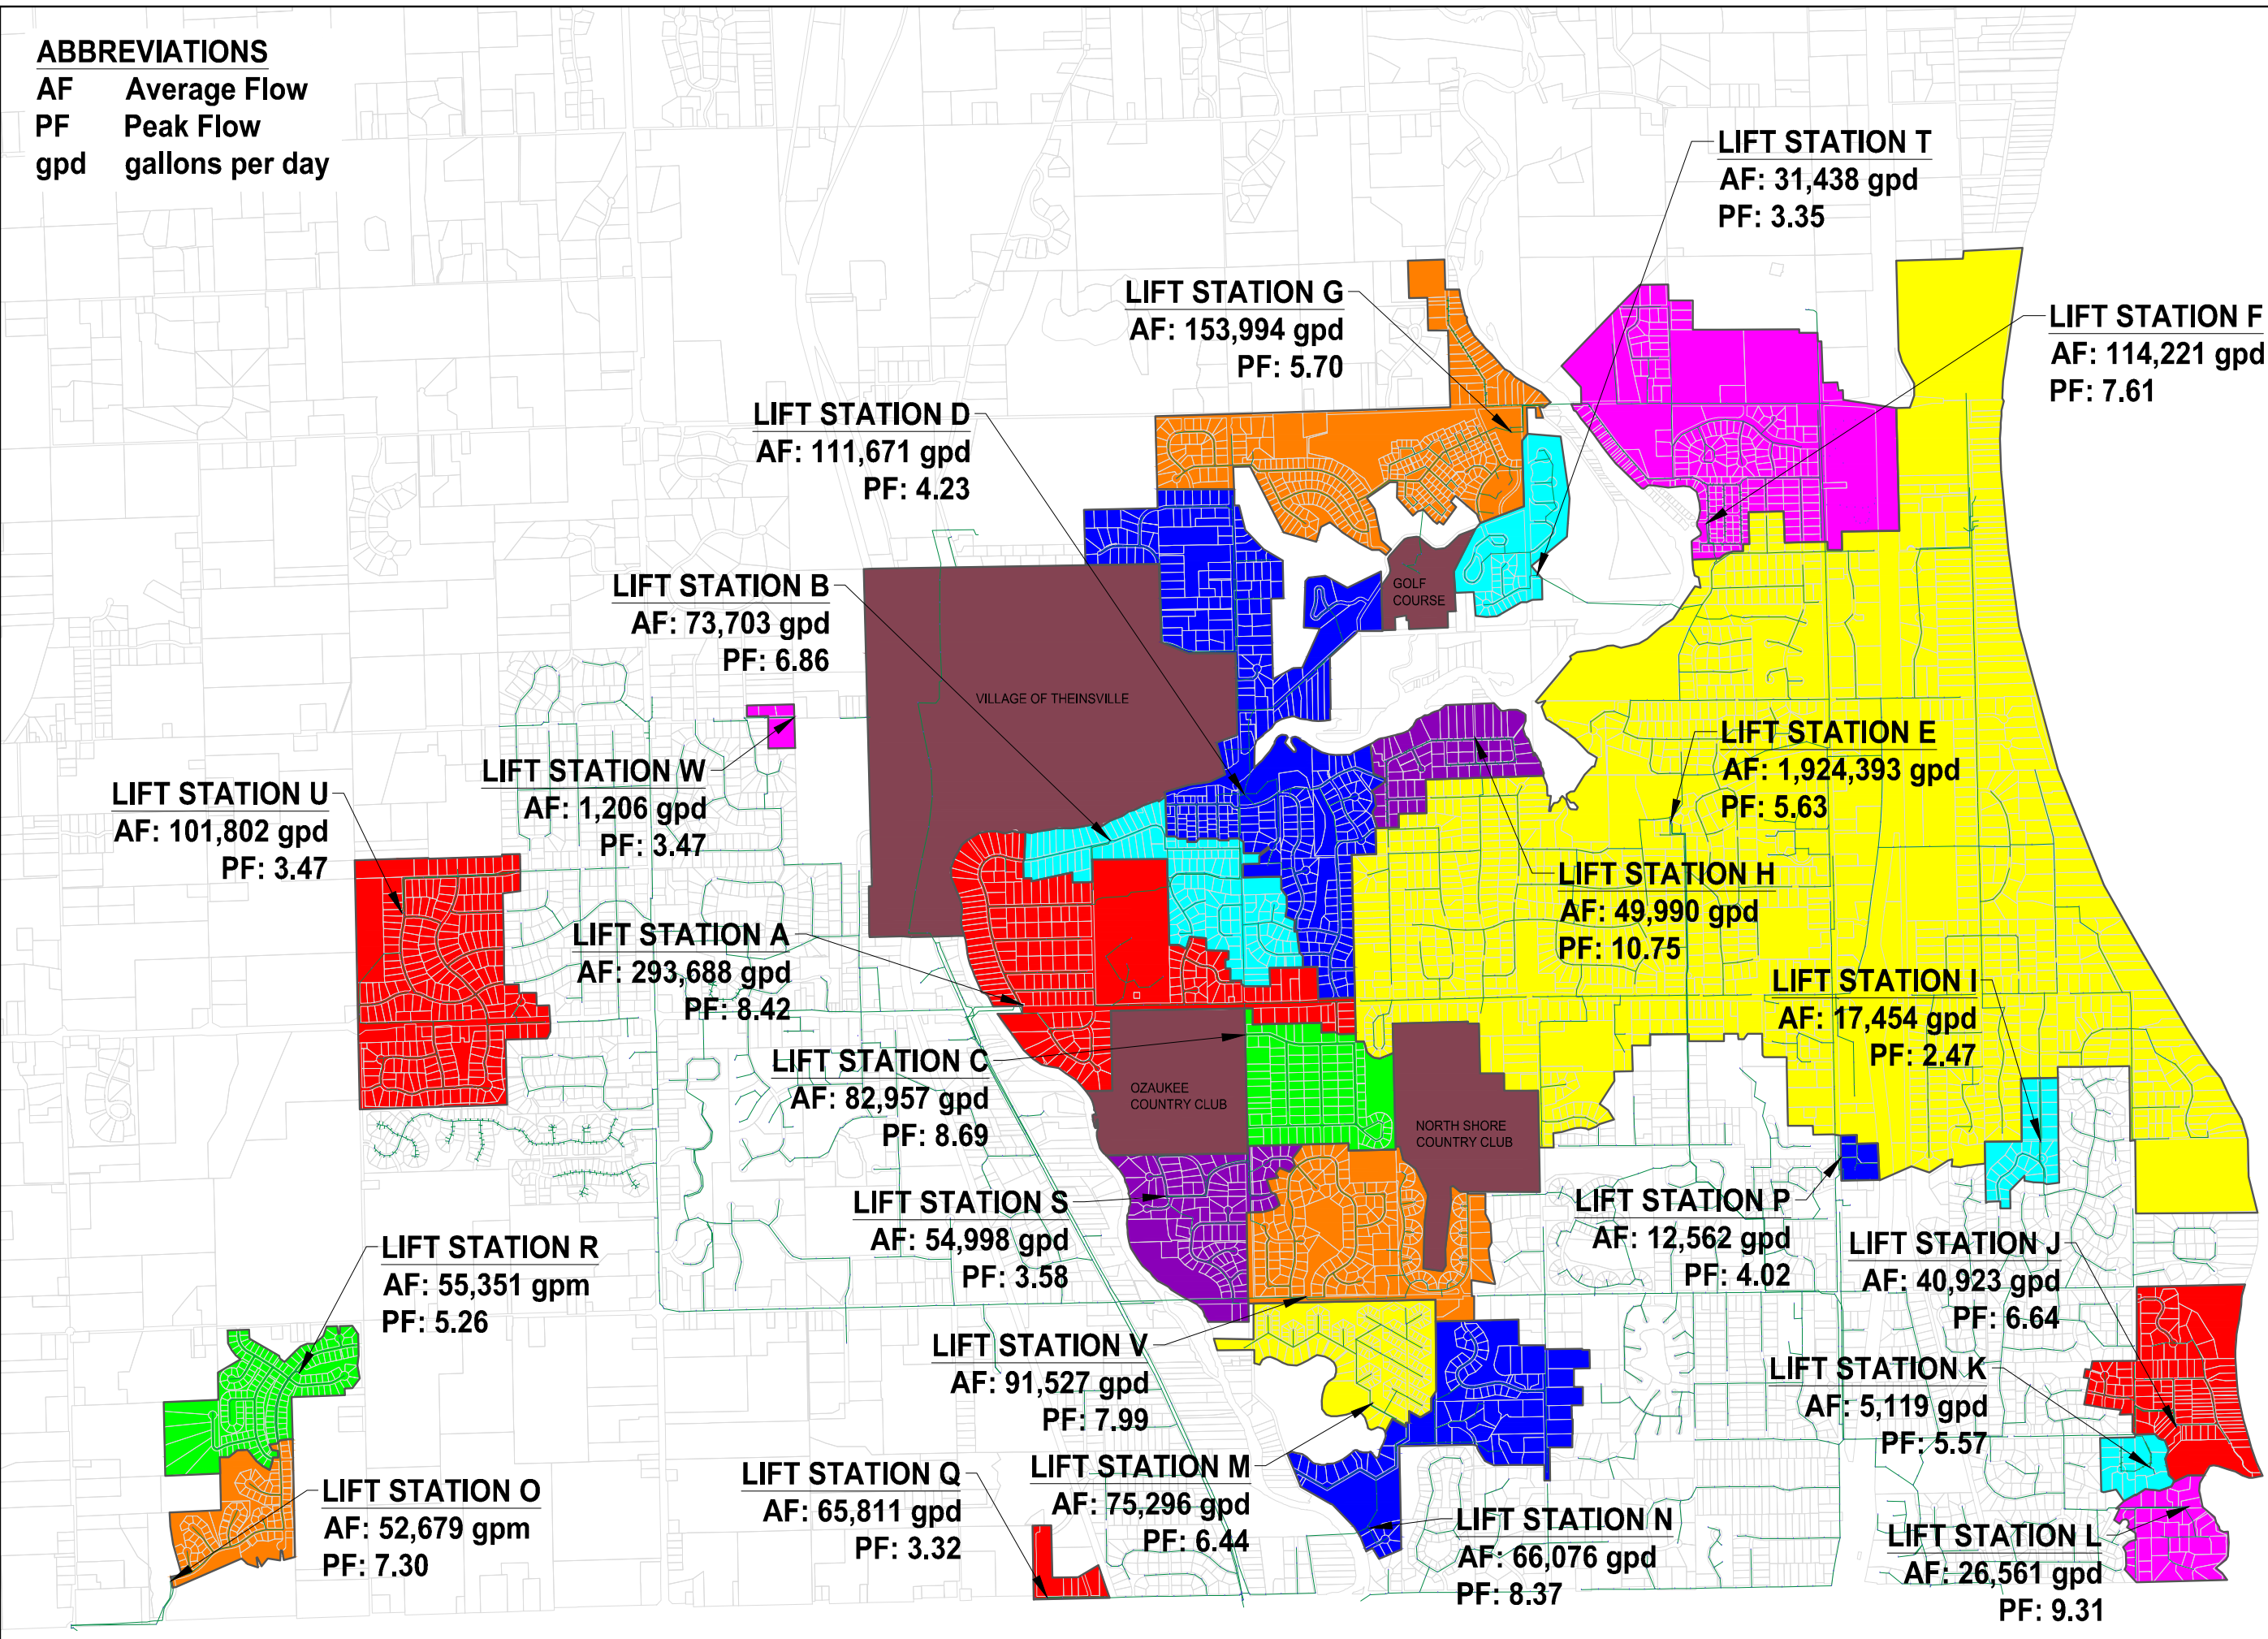 ABBREVIATIONS
AF Average Flow
PF Peak Flow
gpd gallons per day
LIFT STATION T
AF: 31,438 gpd
PF: 3.35
LIFT STATION G
AF: 153,994 gpd
PF: 5.70
LIFT STATION F
AF: 114,221 gpd
PF: 7.61
LIFT STATION D
AF: 111,671 gpd
PF: 4.23
LIFT STATION B
AF: 73,703 gpd
PF: 6.86
GOLF
COURSE
VILLAGE OF THEINSVILLE
LIFT STATION E
AF: 1,924,393 gpd
PF: 5.63
LIFT STATION W
AF: 1,206 gpd
PF: 3.47
LIFT STATION U
AF: 101,802 gpd
PF: 3.47
LIFT STATION H
AF: 49,990 gpd
PF: 10.75
LIFT STATION A
AF: 293,688 gpd
PF: 8.42
LIFT STATION I
AF: 17,454 gpd
PF: 2.47
LIFT STATION C
AF: 82,957 gpd
PF: 8.69
OZAUKEE
COUNTRY CLUB
NORTH SHORE
COUNTRY CLUB
LIFT STATION S
AF: 54,998 gpd
PF: 3.58
LIFT STATION P
AF: 12,562 gpd
PF: 4.02
LIFT STATION R
AF: 55,351 gpm
PF: 5.26
LIFT STATION J
AF: 40,923 gpd
PF: 6.64
LIFT STATION V
AF: 91,527 gpd
PF: 7.99
LIFT STATION K
AF: 5,119 gpd
PF: 5.57
LIFT STATION O
AF: 52,679 gpm
PF: 7.30
LIFT STATION Q
AF: 65,811 gpd
PF: 3.32
LIFT STATION M
AF: 75,296 gpd
PF: 6.44
LIFT STATION N
AF: 66,076 gpd
PF: 8.37
LIFT STATION L
AF: 26,561 gpd
PF: 9.31